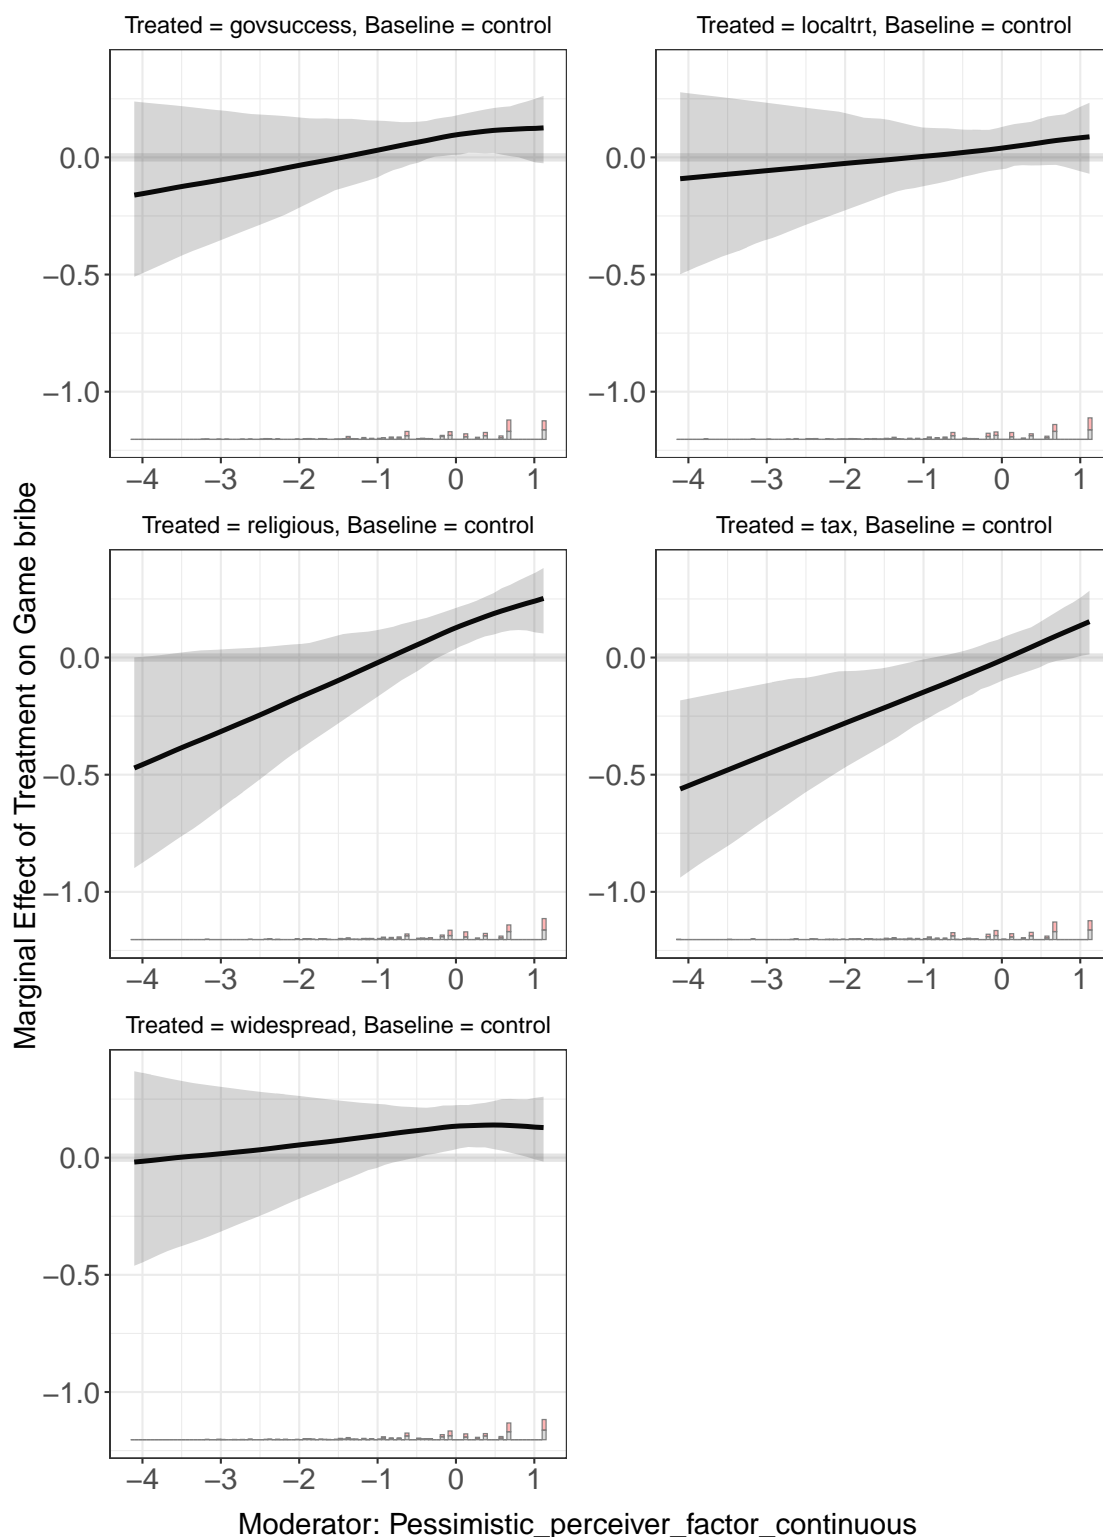 Marginal Effect of Treatment on Game bribe
Treated = govsuccess, Baseline = control
0.0
−0.5
−1.0
−4 −3 −2 −1 0 1
Treated = localtrt, Baseline = control
0.0
−0.5
−1.0
−4 −3 −2 −1 0 1
Treated = religious, Baseline = control
0.0
−0.5
−1.0
−4 −3 −2 −1 0 1
Treated = tax, Baseline = control
0.0
−0.5
−1.0
−4 −3 −2 −1 0 1
Treated = widespread, Baseline = control
0.0
−0.5
−1.0
−4 −3 −2 −1 0 1
Moderator: Pessimistic_perceiver_factor_continuous